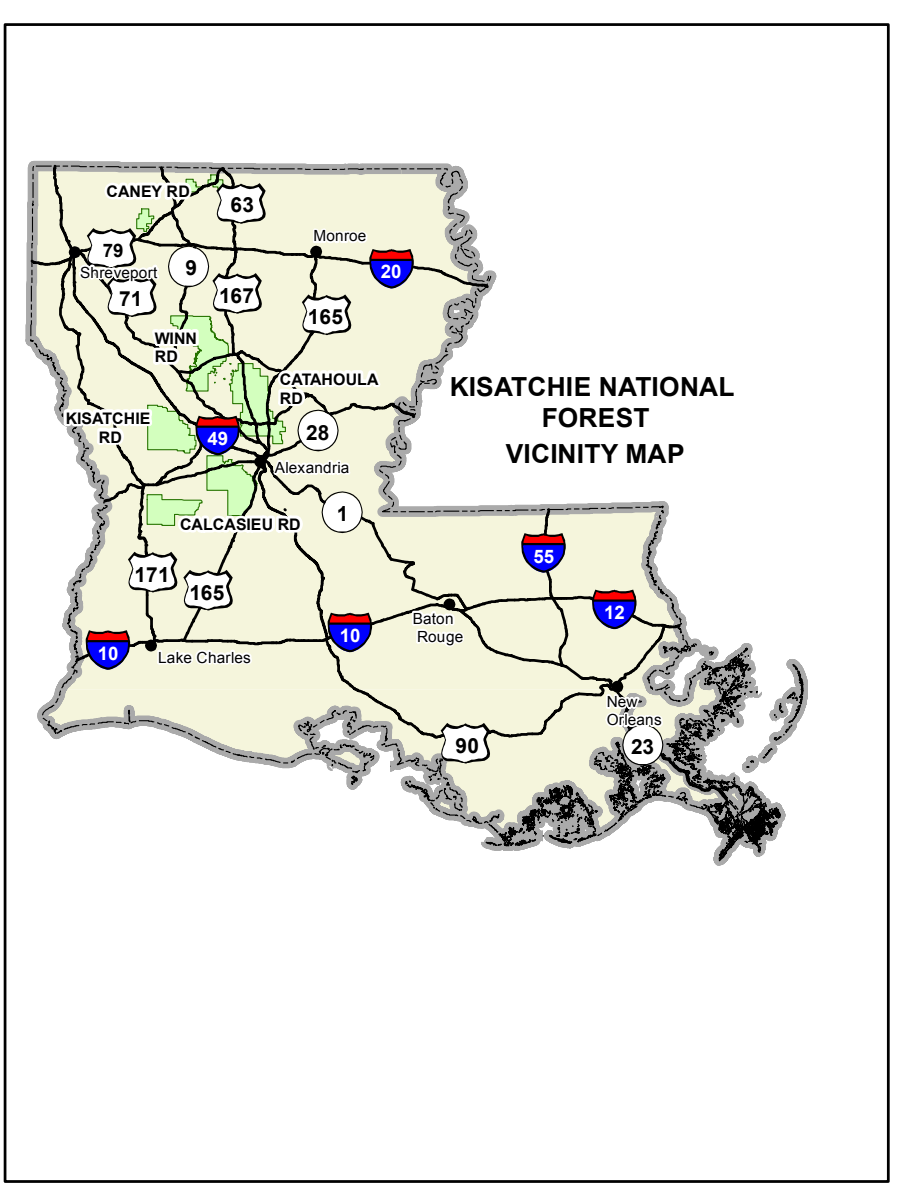 CANEY RD
63
Monroe
79
9
20
Shreveport
71
167
165
WINN
RD
CATAHOULA
RD
KISATCHIE NATIONAL
FOREST
VICINITY MAP
KISATCHIE
RD
49
28
Alexandria
1
CALCASIEU RD
55
171
165
12
10
Baton
Rouge
10
Lake Charles
New
Orleans
90
23